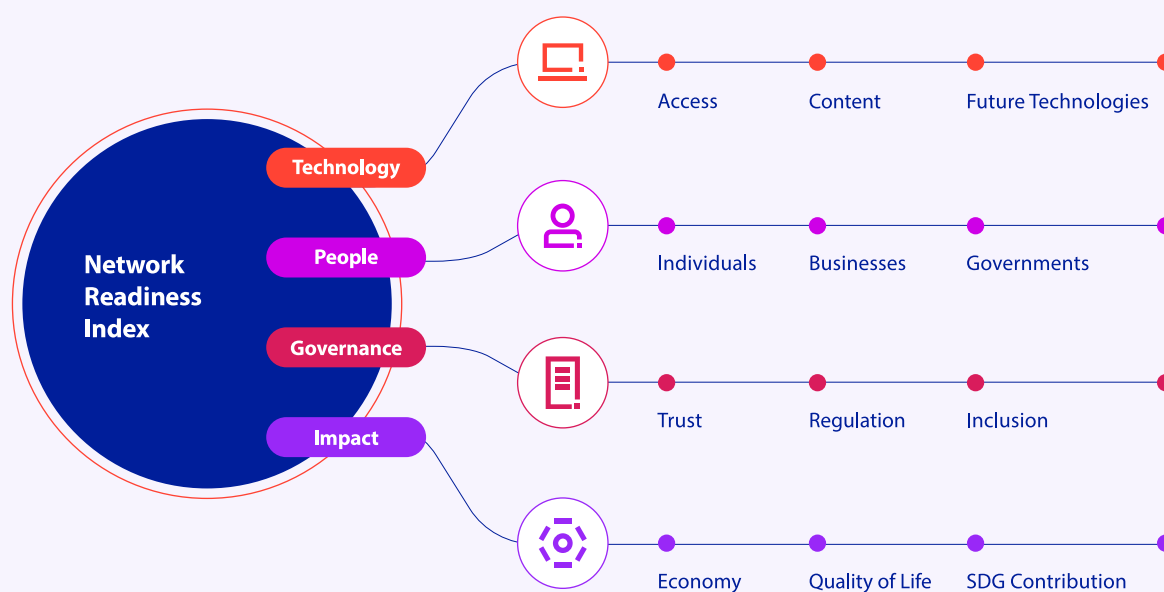 Network
Readiness
Index
Technology
Access
Content
Future Technologies
People
Individuals
Businesses
Governments
Governance
Trust
Regulation
Inclusion
Impact
Economy
Quality of Life
SDG Contribution